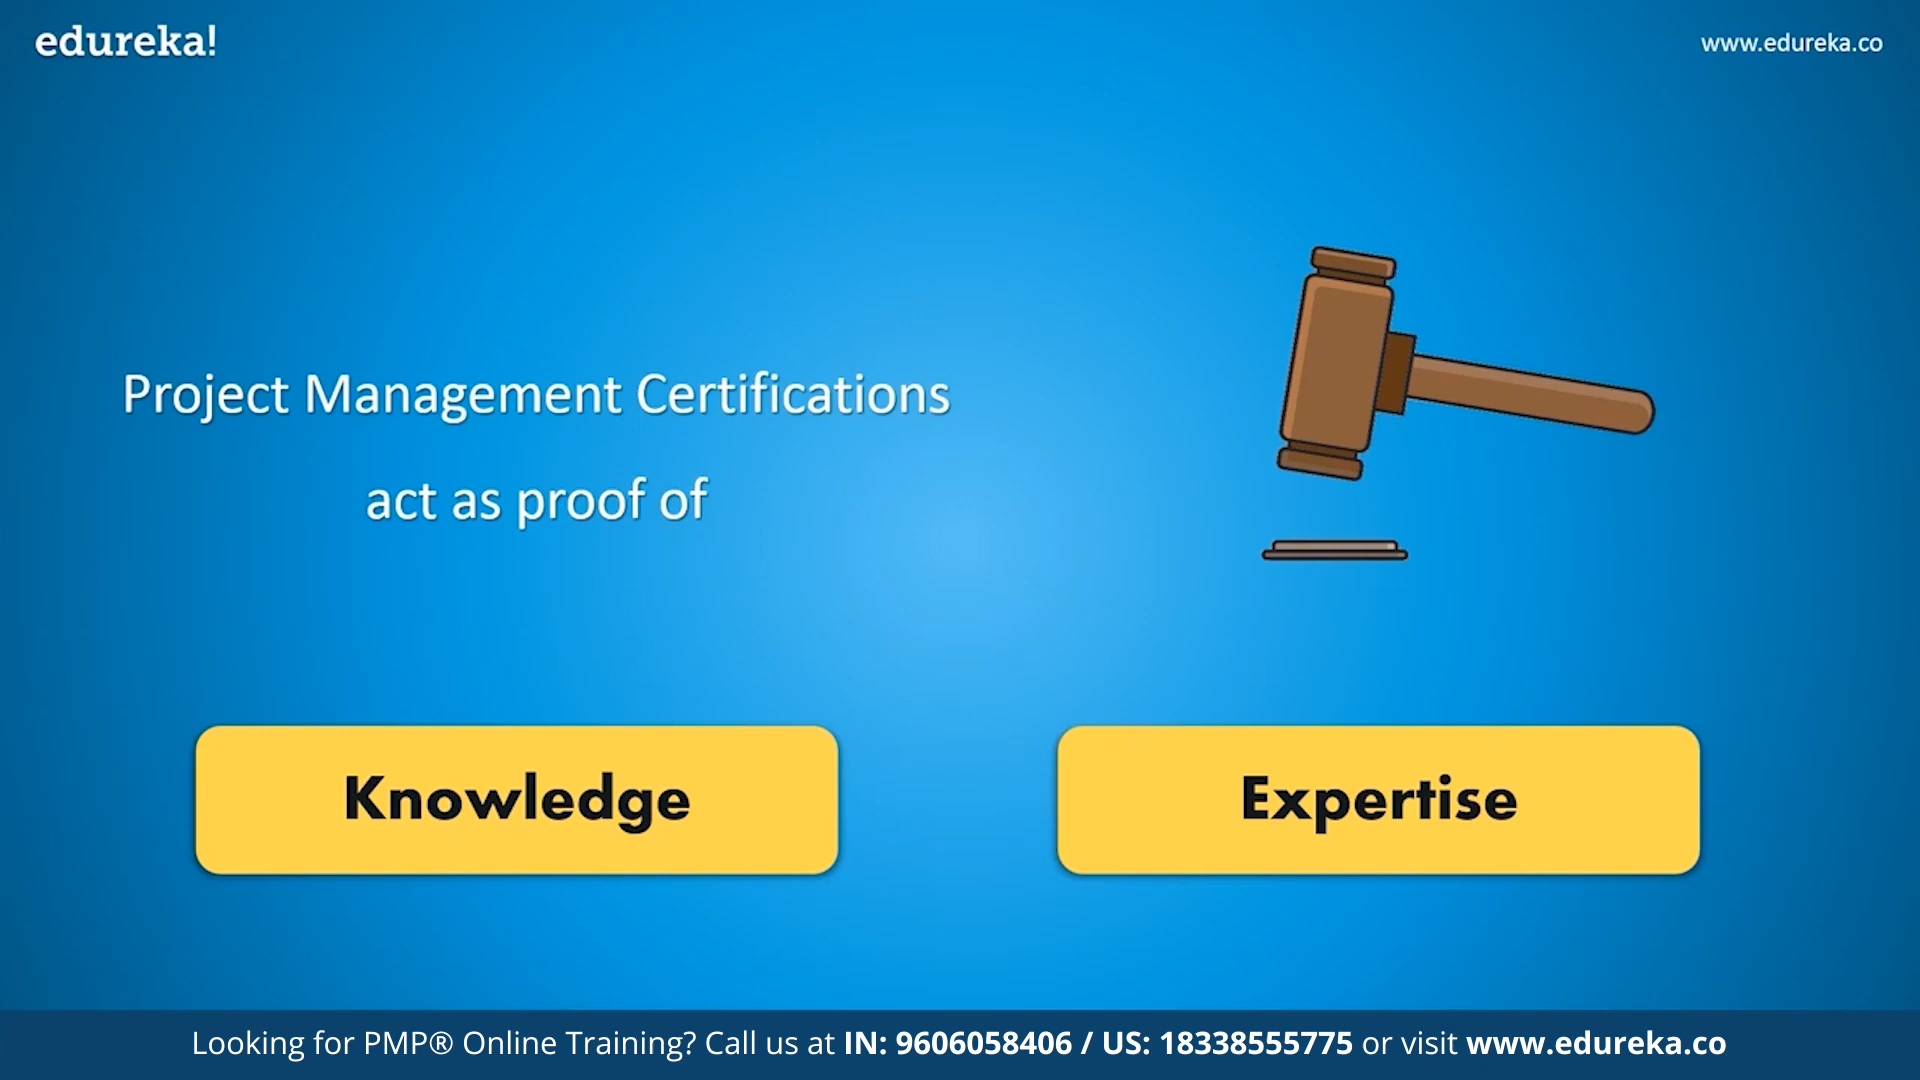 edureka!
www.edureka.co
Project Management Certifications
act as proof of
Knowledge
Expertise
Looking for PMP® Online Training? Call us at IN: 9606058406 / US: 18338555775 or visit www.edureka.co